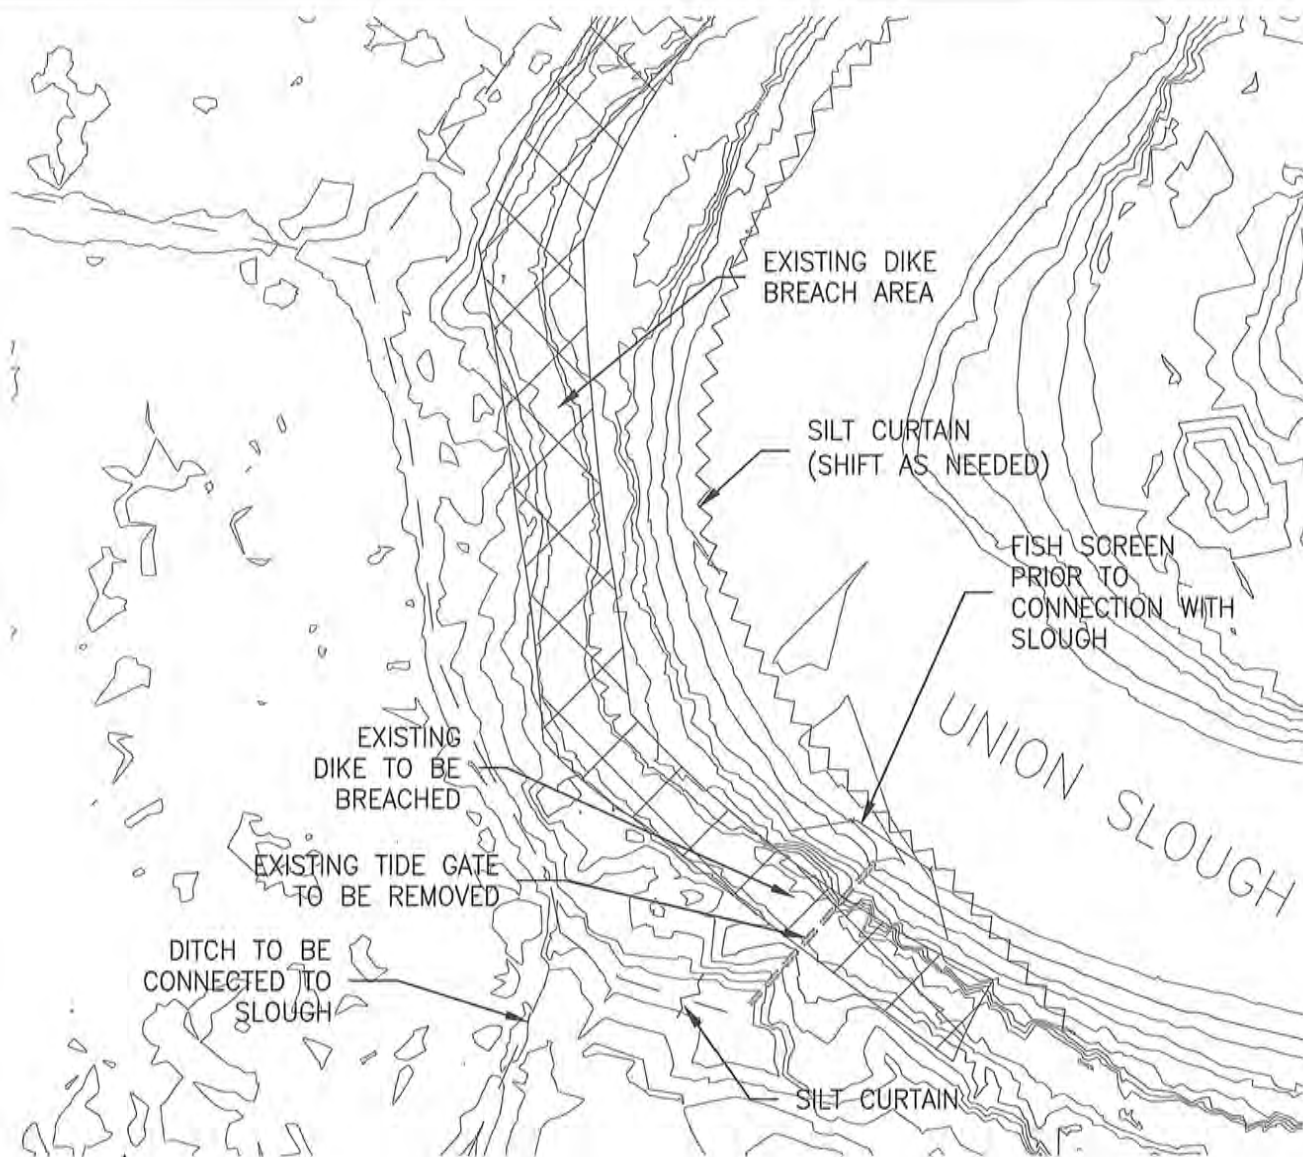 EXISTING DIKE
BREACH AREA
SILT CURTAIN
(SHIFT AS NEEDED)
FISH SCREEN
PRIOR TO
CONNECTION WITH
SLOUGH
UNION SLOUGH
EXISTING
DIKE TO BE
BREACHED
EXISTING TIDE GATE
TO BE REMOVED
DITCH TO BE
CONNECTED TO
SLOUGH
SILT CURTAIN